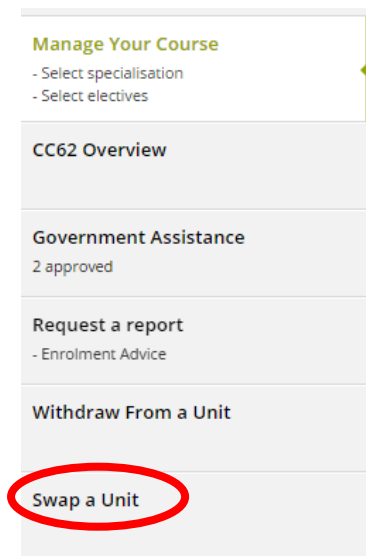 Manage Your Course
- Select specialisation
- Select electives
CC62 Overview
Government Assistance
2 approved
Request a report
- Enrolment Advice
Withdraw From a Unit
Swap a Unit